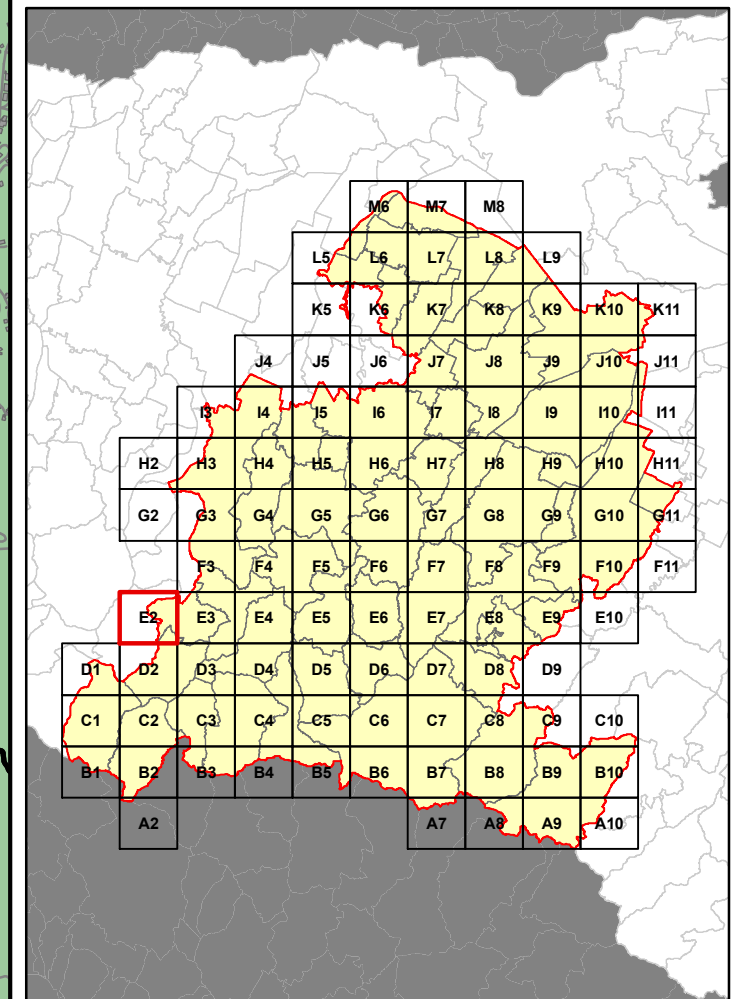 M6 M7 M8
L5 L6 L7 L8 L9
K5 K6 K7 K8 K9 K10 K11
J4 J5 J6 J7 J8 J9 J10 J11
I3 I4 I5 I6 I7 I8 I9 I10 I11
H2 H3 H4 H5 H6 H7 H8 H9 H10 H11
G2 G3 G4 G5 G6 G7 G8 G9 G10 G11
F3 F4 F5 F6 F7 F8 F9 F10 F11
E2 E3 E4 E5 E6 E7 E8 E9 E10
D1 D2 D3 D4 D5 D6 D7 D8 D9
C1 C2 C3 C4 C5 C6 C7 C8 C9 C10
B1 B2 B3 B4 B5 B6 B7 B8 B9 B10
A2 A7 A8 A9 A10